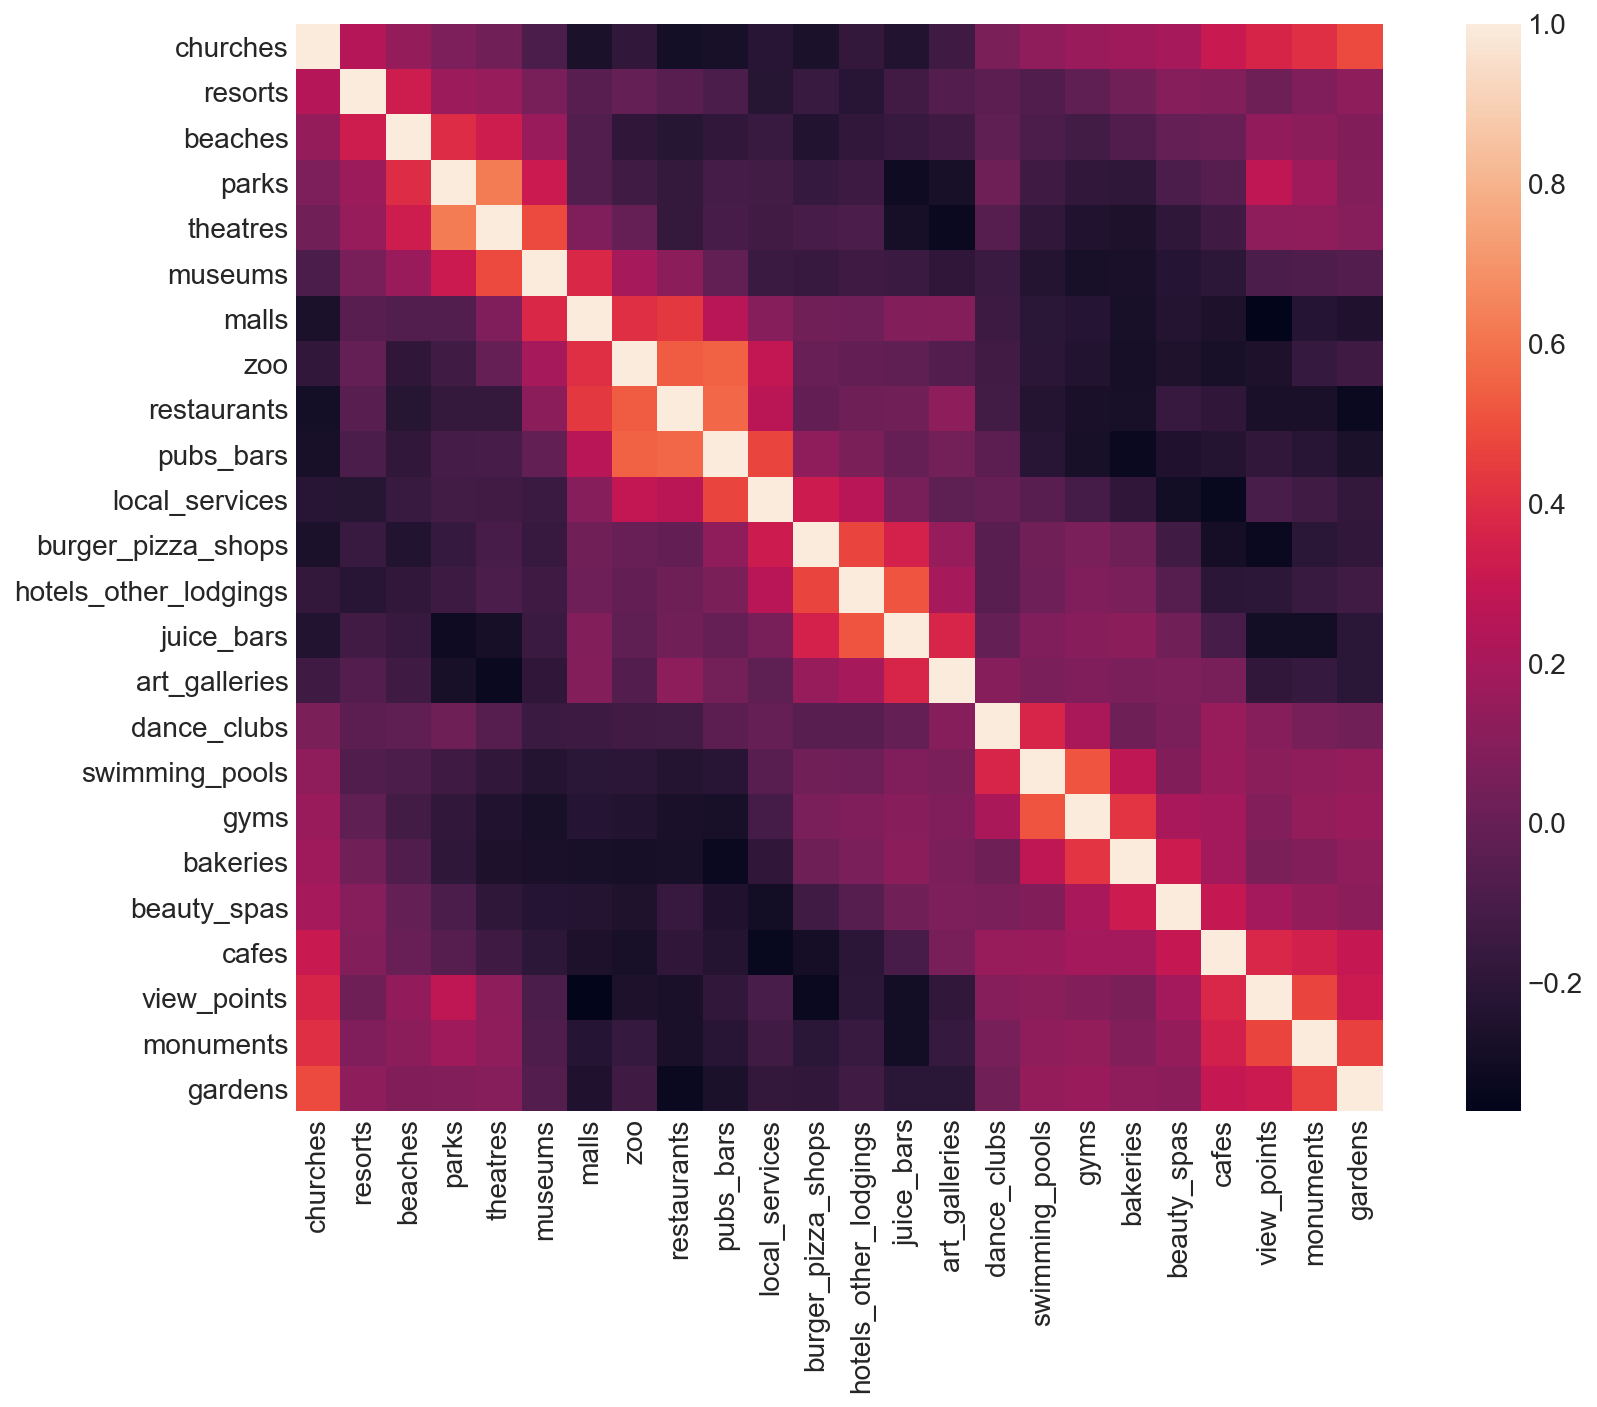 churches
resorts
beaches
parks
theatres
museums
malls
zoo
restaurants
pubs_bars
local_services
burger_pizza_shops
hotels_other_lodgings
juice_bars
art_galleries
dance_clubs
swimming_pools
gyms
bakeries
beauty_spas
cafes
view_points
monuments
gardens
churches
resorts
beaches
parks
theatres
museums
malls
zoo
restaurants
pubs_bars
local_services
burger_pizza_shops
hotels_other_lodgings
juice_bars
art_galleries
dance_clubs
swimming_pools
gyms
bakeries
beauty_spas
cafes
view_points
monuments
gardens
1.0
0.8
0.6
0.4
0.2
0.0
−0.2